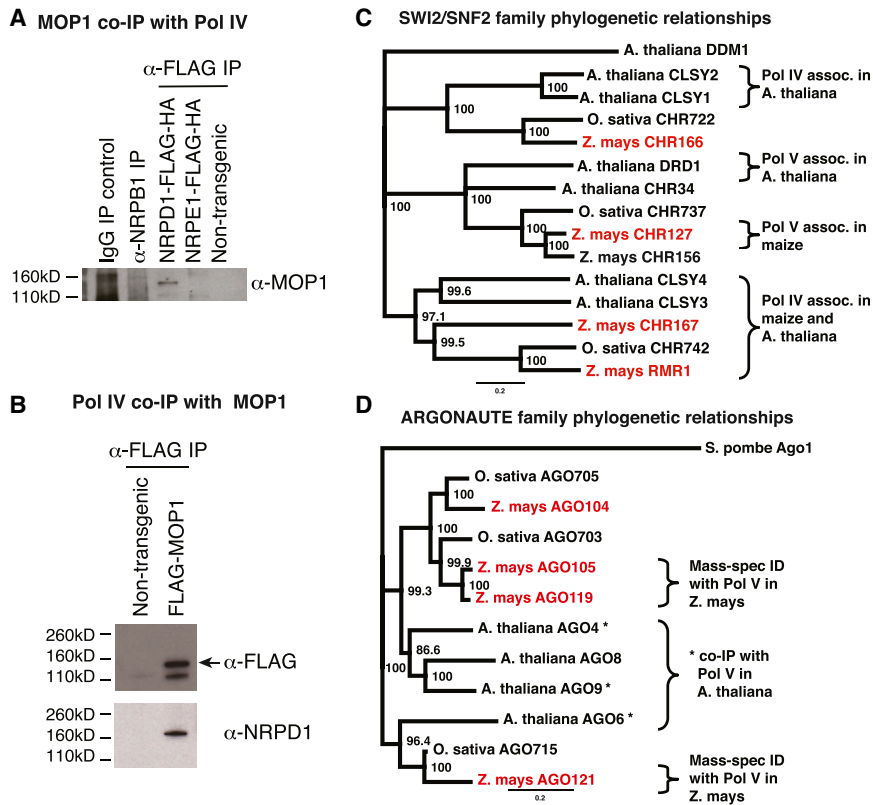 A
MOP1 co-IP with Pol IV
α-FLAG IP
IgG IP control
α-NRPB1 IP
NRPD1-FLAG-HA
NRPE1-FLAG-HA
Non-transgenic
160kD
110kD
α-MOP1
B
Pol IV co-IP with MOP1
α-FLAG IP
Non-transgenic
FLAG-MOP1
260kD
160kD
110kD
α-FLAG
260kD
160kD
110kD
α-NRPD1
C
SWI2/SNF2 family phylogenetic relationships
A. thaliana DDM1
A. thaliana CLSY2
A. thaliana CLSY1
O. sativa CHR722
Z. mays CHR166
A. thaliana DRD1
A. thaliana CHR34
O. sativa CHR737
Z. mays CHR127
Z. mays CHR156
A. thaliana CLSY4
A. thaliana CLSY3
Z. mays CHR167
O. sativa CHR742
Z. mays RMR1
100
100
100
100
100
100
100
99.6
97.1
99.5
100
0.2
Pol IV assoc. in
A. thaliana
Pol V assoc. in
A. thaliana
Pol V assoc. in
maize
Pol IV assoc. in
maize and
A. thaliana
D
ARGONAUTE family phylogenetic relationships
S. pombe Ago1
O. sativa AGO705
Z. mays AGO104
O. sativa AGO703
Z. mays AGO105
Z. mays AGO119
A. thaliana AGO4 *
A. thaliana AGO8
A. thaliana AGO9 *
A. thaliana AGO6 *
O. sativa AGO715
Z. mays AGO121
100
100
99.9
100
99.3
86.6
100
100
96.4
100
0.2
Mass-spec ID
with Pol V in
Z. mays
* co-IP with
Pol V in
A. thaliana
Mass-spec ID
with Pol V in
Z. mays